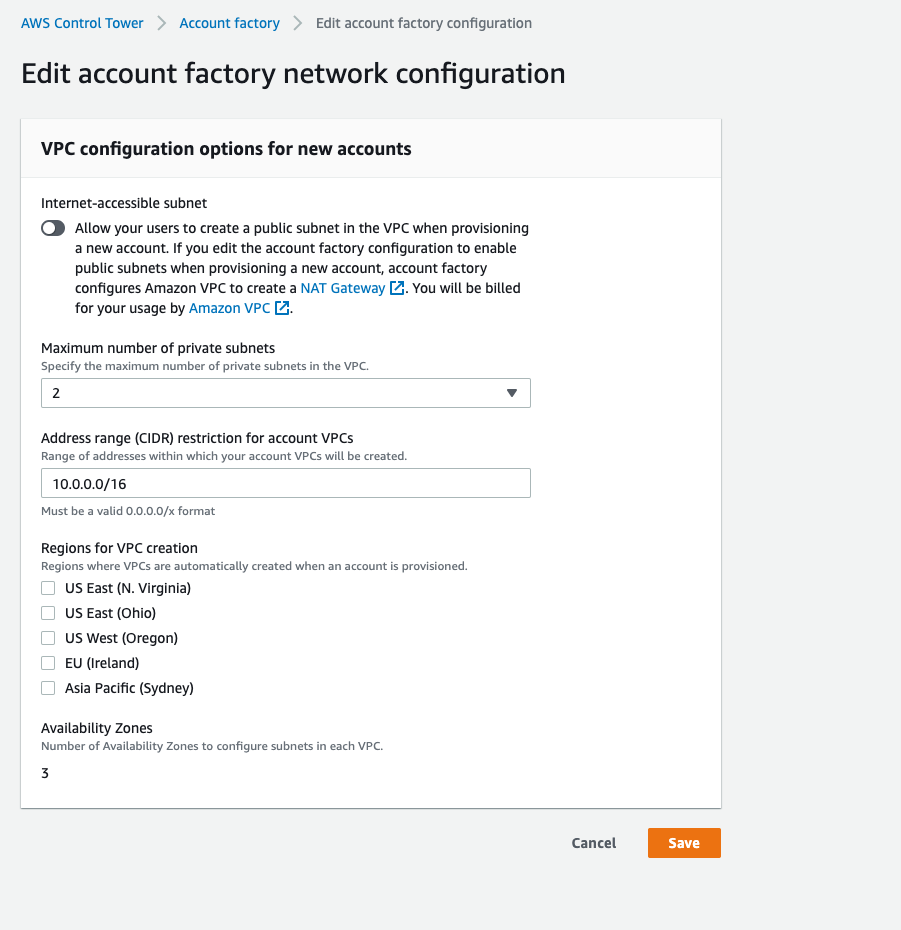 AWS Control Tower > Account factory > Edit account factory configuration
Edit account factory network configuration
VPC configuration options for new accounts
Internet-accessible subnet
Allow your users to create a public subnet in the VPC when provisioning
a new account. If you edit the account factory configuration to enable
public subnets when provisioning a new account, account factory
configures Amazon VPC to create a NAT Gateway. You will be billed
for your usage by Amazon VPC.
Maximum number of private subnets
Specify the maximum number of private subnets in the VPC.
2
Address range (CIDR) restriction for account VPCs
Range of addresses within which your account VPCs will be created.
10.0.0.0/16
Must be a valid 0.0.0.0/x format
Regions for VPC creation
Regions where VPCs are automatically created when an account is provisioned.
US East (N. Virginia)
US East (Ohio)
US West (Oregon)
EU (Ireland)
Asia Pacific (Sydney)
Availability Zones
Number of Availability Zones to configure subnets in each VPC.
3
Cancel Save